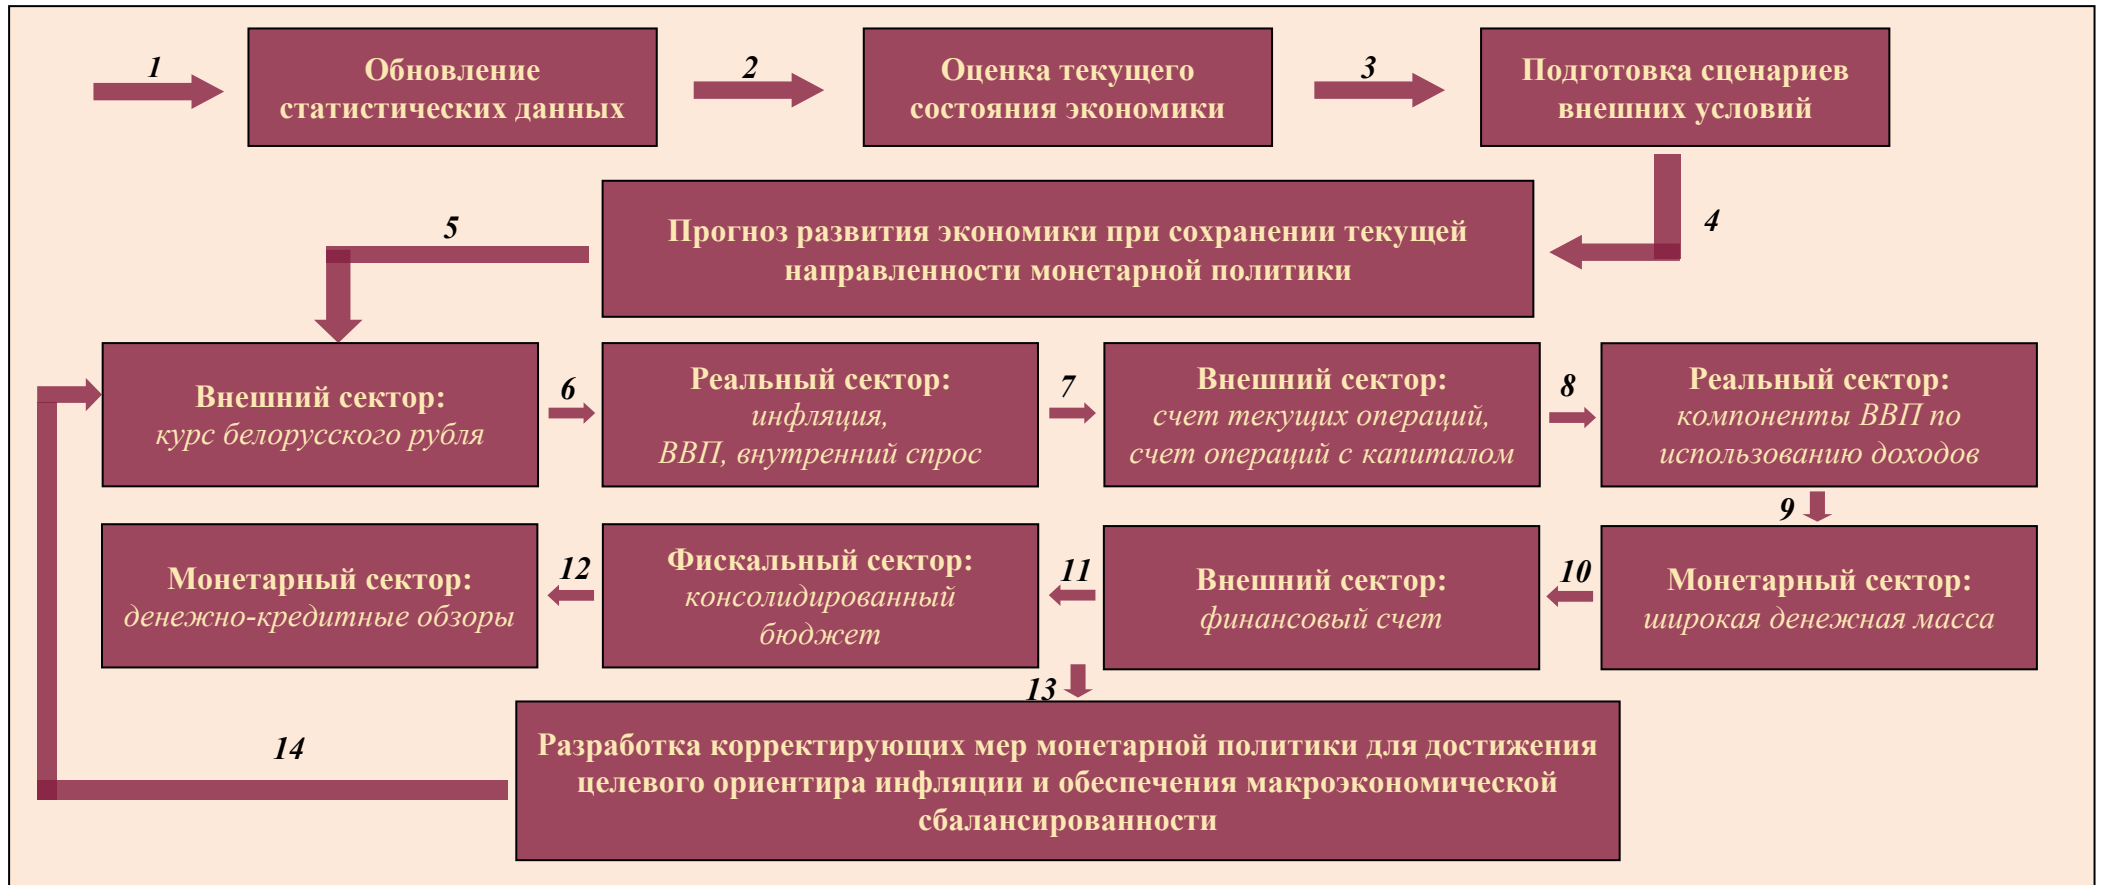 1
Обновление
статистических данных
2
Оценка текущего
состояния экономики
3
Подготовка сценариев
внешних условий
4
Прогноз развития экономики при сохранении текущей
направленности монетарной политики
5
Внешний сектор:
курс белорусского рубля
6
Реальный сектор:
инфляция,
ВВП, внутренний спрос
7
Внешний сектор:
счет текущих операций,
счет операций с капиталом
8
Реальный сектор:
компоненты ВВП по
использованию доходов
9
Монетарный сектор:
широкая денежная масса
10
Внешний сектор:
финансовый счет
11
Фискальный сектор:
консолидированный
бюджет
12
Монетарный сектор:
денежно-кредитные обзоры
13
Разработка корректирующих мер монетарной политики для достижения
целевого ориентира инфляции и обеспечения макроэкономической
сбалансированности
14